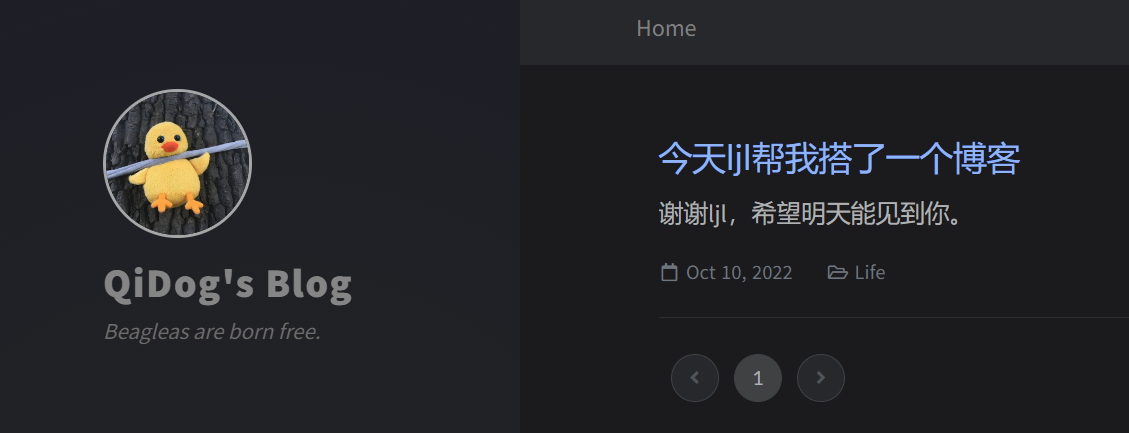 QiDog's Blog
Beagleas are born free.
Home
今天ljl帮我搭了一个博客
谢谢ljl，希望明天能见到你。
Oct 10, 2022 Life
1